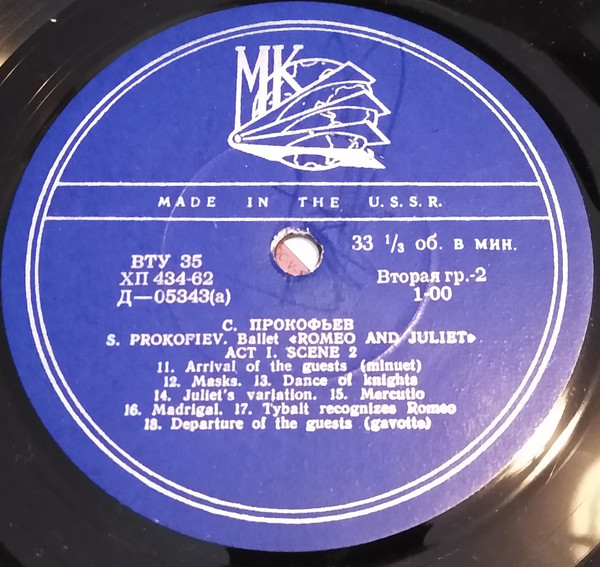 МК
MADE IN THE U.S.S.R.
33 1/3 об. в мин.
ВТУ 35
ХП 434-62
Д—05343(а)
Вторая гр.-2
1-00
С. ПРОКОФЬЕВ
S. PROKOFIEV. Ballet «ROMEO AND JULIET»
ACT I. SCENE 2
11. Arrival of the guests (minuet)
12. Masks. 13. Dance of knights
14. Juliet's variation. 15. Mercutio
16. Madrigal. 17. Tybalt recognizes Romeo
18. Departure of the guests (gavotte)